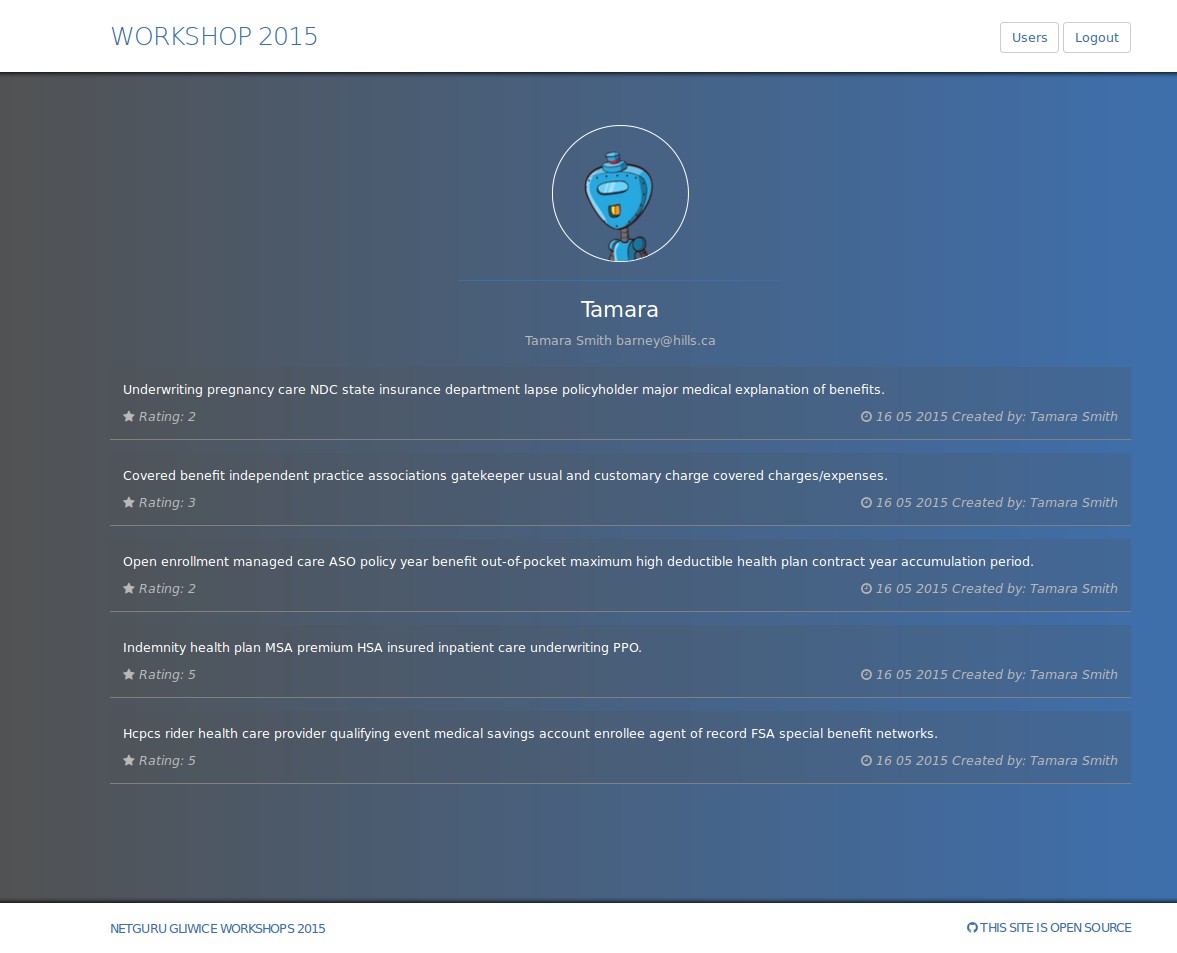 WORKSHOP 2015
Users Logout
Tamara
Tamara Smith barney@hills.ca
Underwriting pregnancy care NDC state insurance department lapse policyholder major medical explanation of benefits.
Rating: 2 16 05 2015 Created by: Tamara Smith
Covered benefit independent practice associations gatekeeper usual and customary charge covered charges/expenses.
Rating: 3 16 05 2015 Created by: Tamara Smith
Open enrollment managed care ASO policy year benefit out-of-pocket maximum high deductible health plan contract year accumulation period.
Rating: 2 16 05 2015 Created by: Tamara Smith
Indemnity health plan MSA premium HSA insured inpatient care underwriting PPO.
Rating: 5 16 05 2015 Created by: Tamara Smith
Hcpcs rider health care provider qualifying event medical savings account enrollee agent of record FSA special benefit networks.
Rating: 5 16 05 2015 Created by: Tamara Smith
NETGURU GLIWICE WORKSHOPS 2015
THIS SITE IS OPEN SOURCE